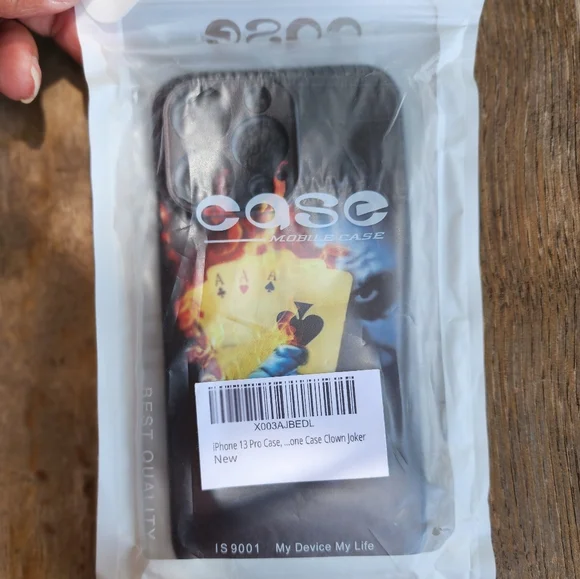 case
case
MOBILE CASE
A A A
X003AJBEDL
iPhone 13 Pro Case, ...one Case Clown Joker
New
BEST QUALITY
IS9001 My Device My Life